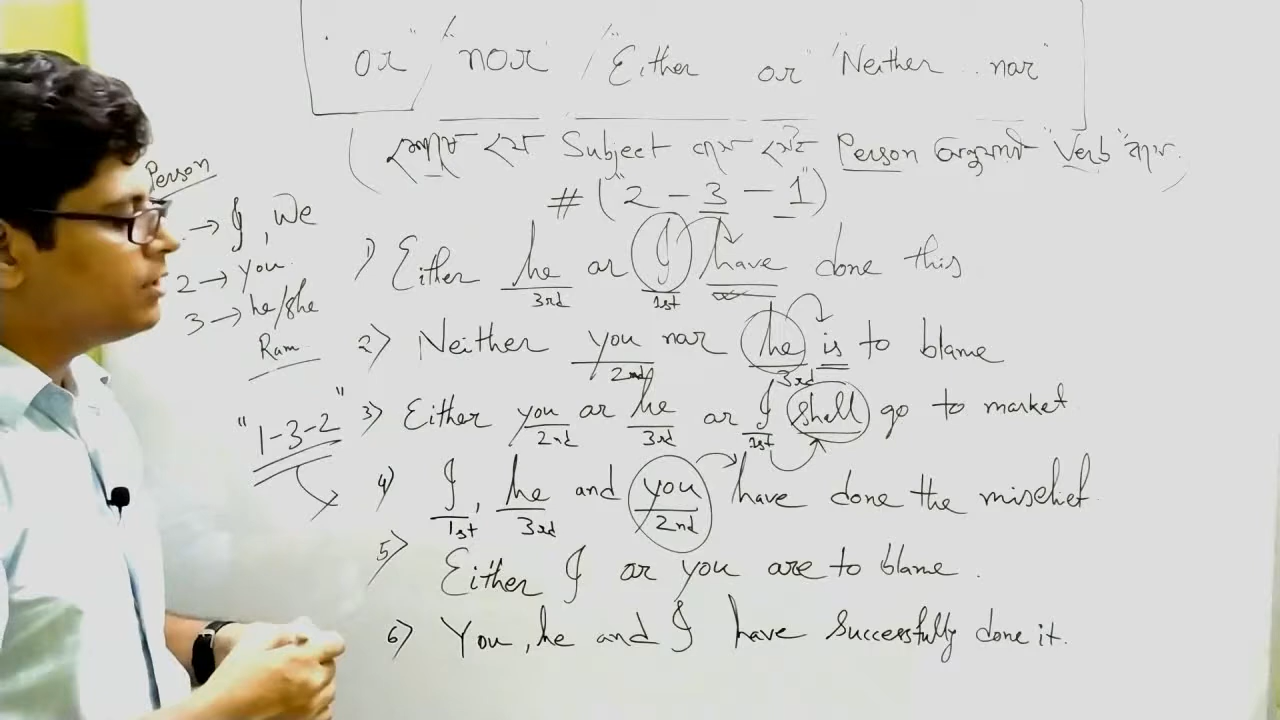 "or" / "nor" / "Either or" "Neither .. nor"
( Subject Person অনুযায়ী "Verb"
# ("2 - 3 - 1")
Person
→ I, We
2 → you
3 → he/she
Ram
1) Either he or I have done this
3rd 1st
2) Neither you nor he is to blame
2nd 3rd
"1-3-2"
3) Either you or he or I shell go to market
2nd 3rd 1st
4) I, he and you have done the mischief.
1st 3rd 2nd
5) Either I or you are to blame.
6) You, he and I have successfully done it.